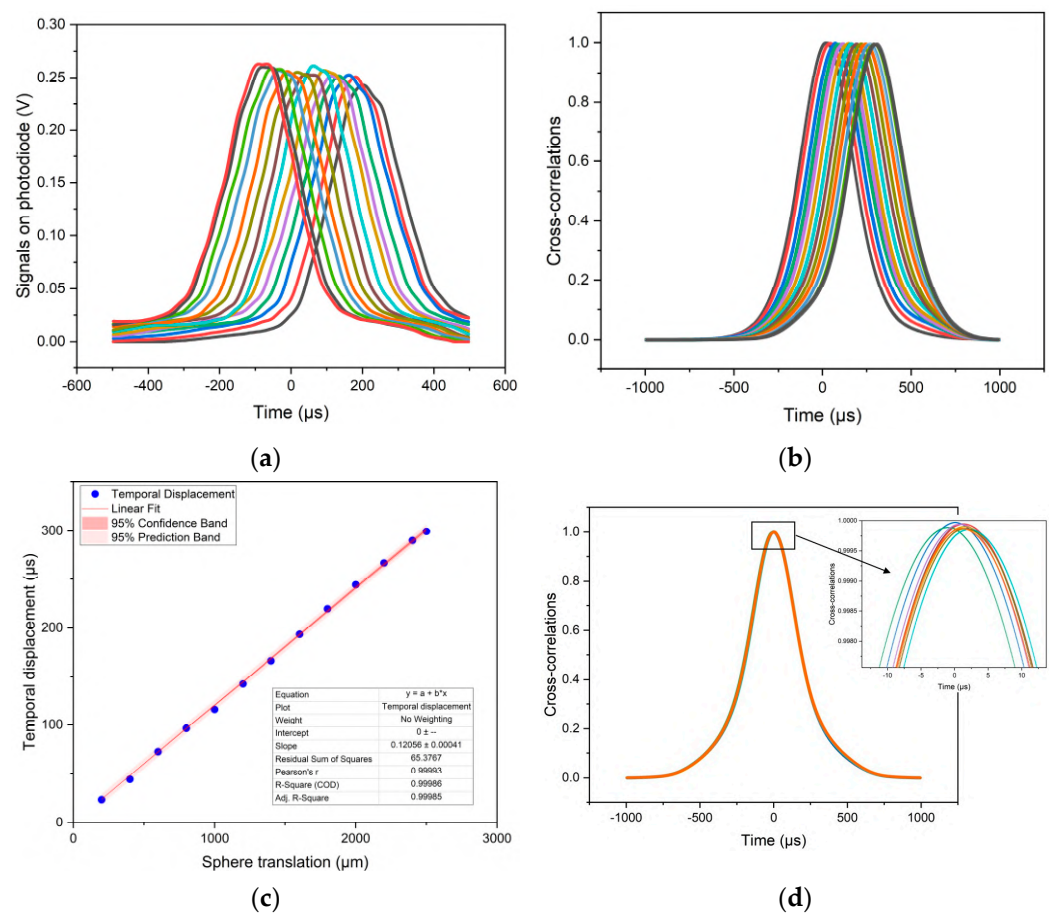 0.30
0.25
0.20
0.15
0.10
0.05
0.00
Signals on photodiode (V)
-600 -400 -200 0 200 400 600
Time (µs)
(a)
1.0
0.8
0.6
0.4
0.2
0.0
Cross-correlations
-1000 -500 0 500 1000
Time (µs)
(b)
Temporal Displacement
Linear Fit
95% Confidence Band
95% Prediction Band
300
200
100
0
Temporal displacement (µs)
Equation y = a + b*x
Plot Temporal displacement
Weight No Weighting
Intercept 0 ± --
Slope 0.12056 ± 0.00041
Residual Sum of Squares 65.3767
Pearson's r 0.99993
R-Square (COD) 0.99986
Adj. R-Square 0.99985
0 1000 2000 3000
Sphere translation (µm)
(c)
1.0
0.8
0.6
0.4
0.2
0.0
Cross-correlations
-1000 -500 0 500 1000
Time (µs)
1.0000
0.9995
0.9990
0.9985
0.9980
Cross-correlations
-10 -5 0 5 10
Time (µs)
(d)